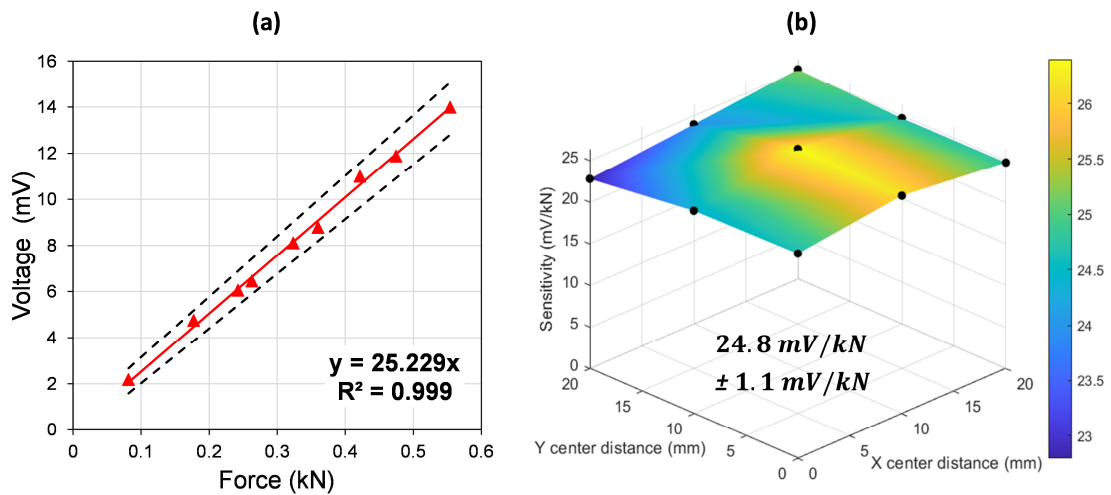 (a)
16
14
12
10
8
6
4
2
0
Voltage (mV)
0 0.1 0.2 0.3 0.4 0.5 0.6
Force (kN)
y = 25.229x
R² = 0.999
(b)
25
20
15
10
5
0
Sensitivity (mV/kN)
20
15
10
5
0
Y center distance (mm)
0
5
10
15
20
X center distance (mm)
24.8 mV/kN
± 1.1 mV/kN
26
25.5
25
24.5
24
23.5
23